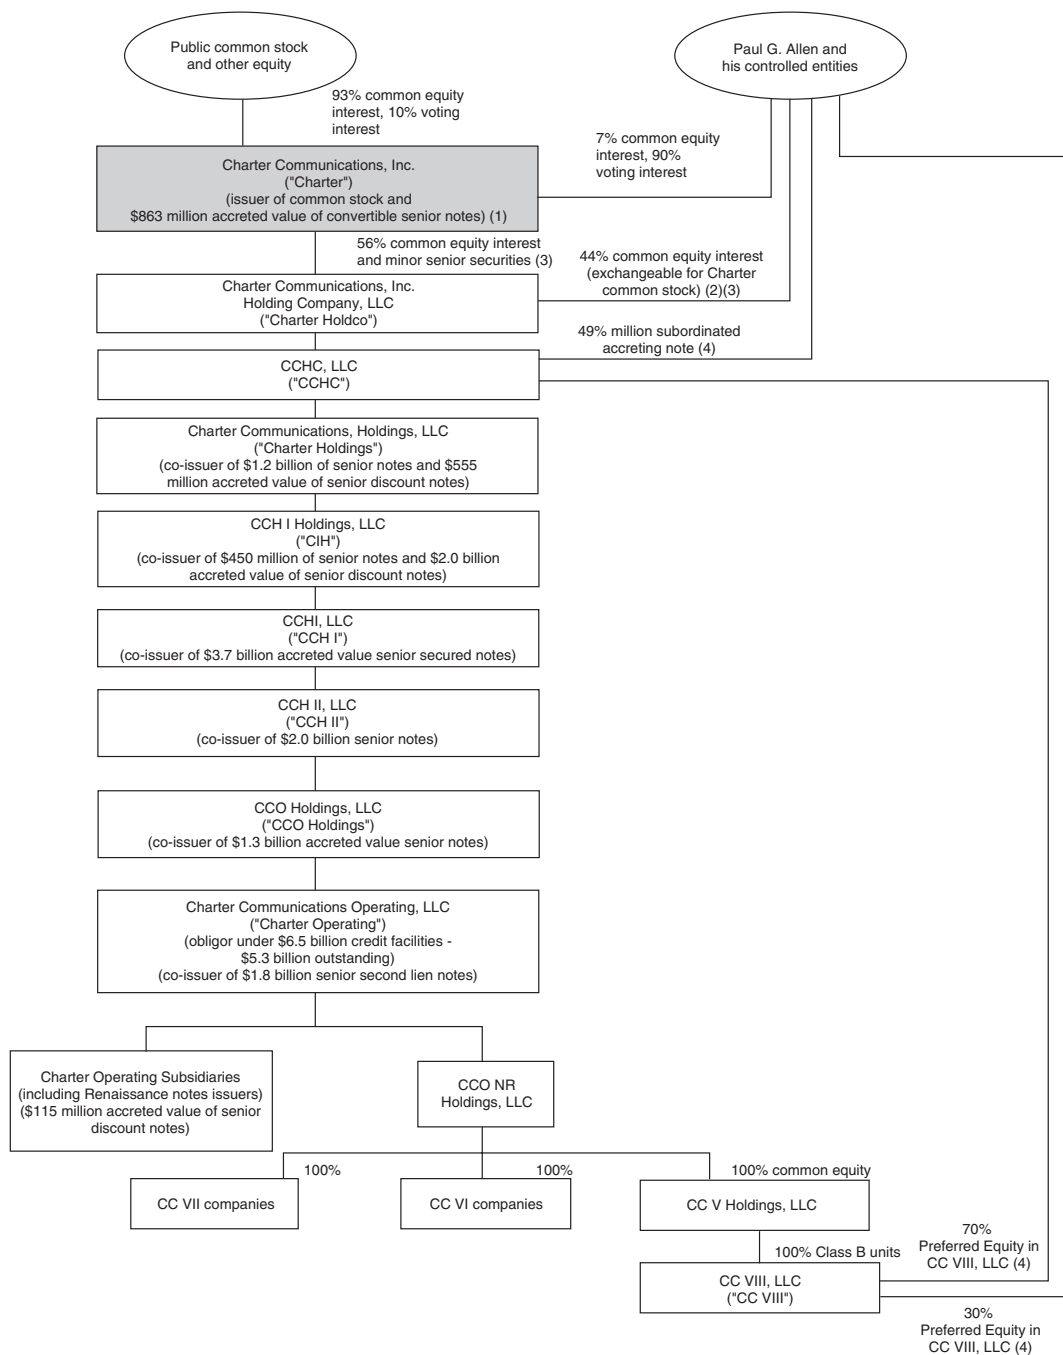 Public common stock
and other equity
Paul G. Allen and
his controlled entities
93% common equity
interest, 10% voting
interest
7% common equity
interest, 90%
voting interest
Charter Communications, Inc.
("Charter")
(issuer of common stock and
$863 million accreted value of convertible senior notes) (1)
56% common equity interest
and minor senior securities (3)
44% common equity interest
(exchangeable for Charter
common stock) (2)(3)
Charter Communications, Inc.
Holding Company, LLC
("Charter Holdco")
49% million subordinated
accreting note (4)
CCHC, LLC
("CCHC")
Charter Communications, Holdings, LLC
("Charter Holdings")
(co-issuer of $1.2 billion of senior notes and $555
million accreted value of senior discount notes)
CCH I Holdings, LLC
("CIH")
(co-issuer of $450 million of senior notes and $2.0 billion
accreted value of senior discount notes)
CCHI, LLC
("CCH I")
(co-issuer of $3.7 billion accreted value senior secured notes)
CCH II, LLC
("CCH II")
(co-issuer of $2.0 billion senior notes)
CCO Holdings, LLC
("CCO Holdings")
(co-issuer of $1.3 billion accreted value senior notes)
Charter Communications Operating, LLC
("Charter Operating")
(obligor under $6.5 billion credit facilities -
$5.3 billion outstanding)
(co-issuer of $1.8 billion senior second lien notes)
Charter Operating Subsidiaries
(including Renaissance notes issuers)
($115 million accreted value of senior
discount notes)
CCO NR
Holdings, LLC
100%
100%
100% common equity
CC VII companies
CC VI companies
CC V Holdings, LLC
100% Class B units
70%
Preferred Equity in
CC VIII, LLC (4)
CC VIII, LLC
("CC VIII")
30%
Preferred Equity in
CC VIII, LLC (4)